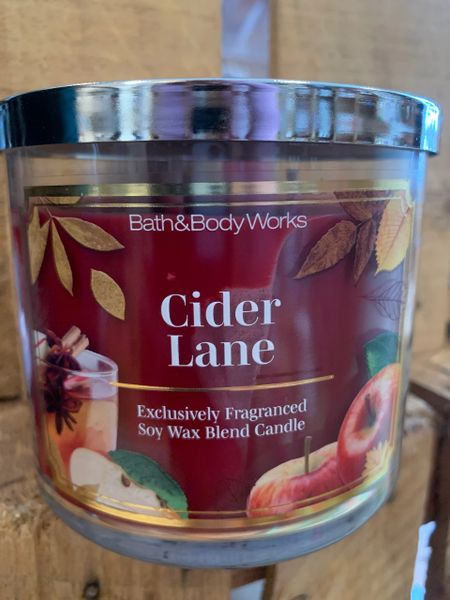 Bath&BodyWorks
Cider
Lane
Exclusively Fragranced
Soy Wax Blend Candle